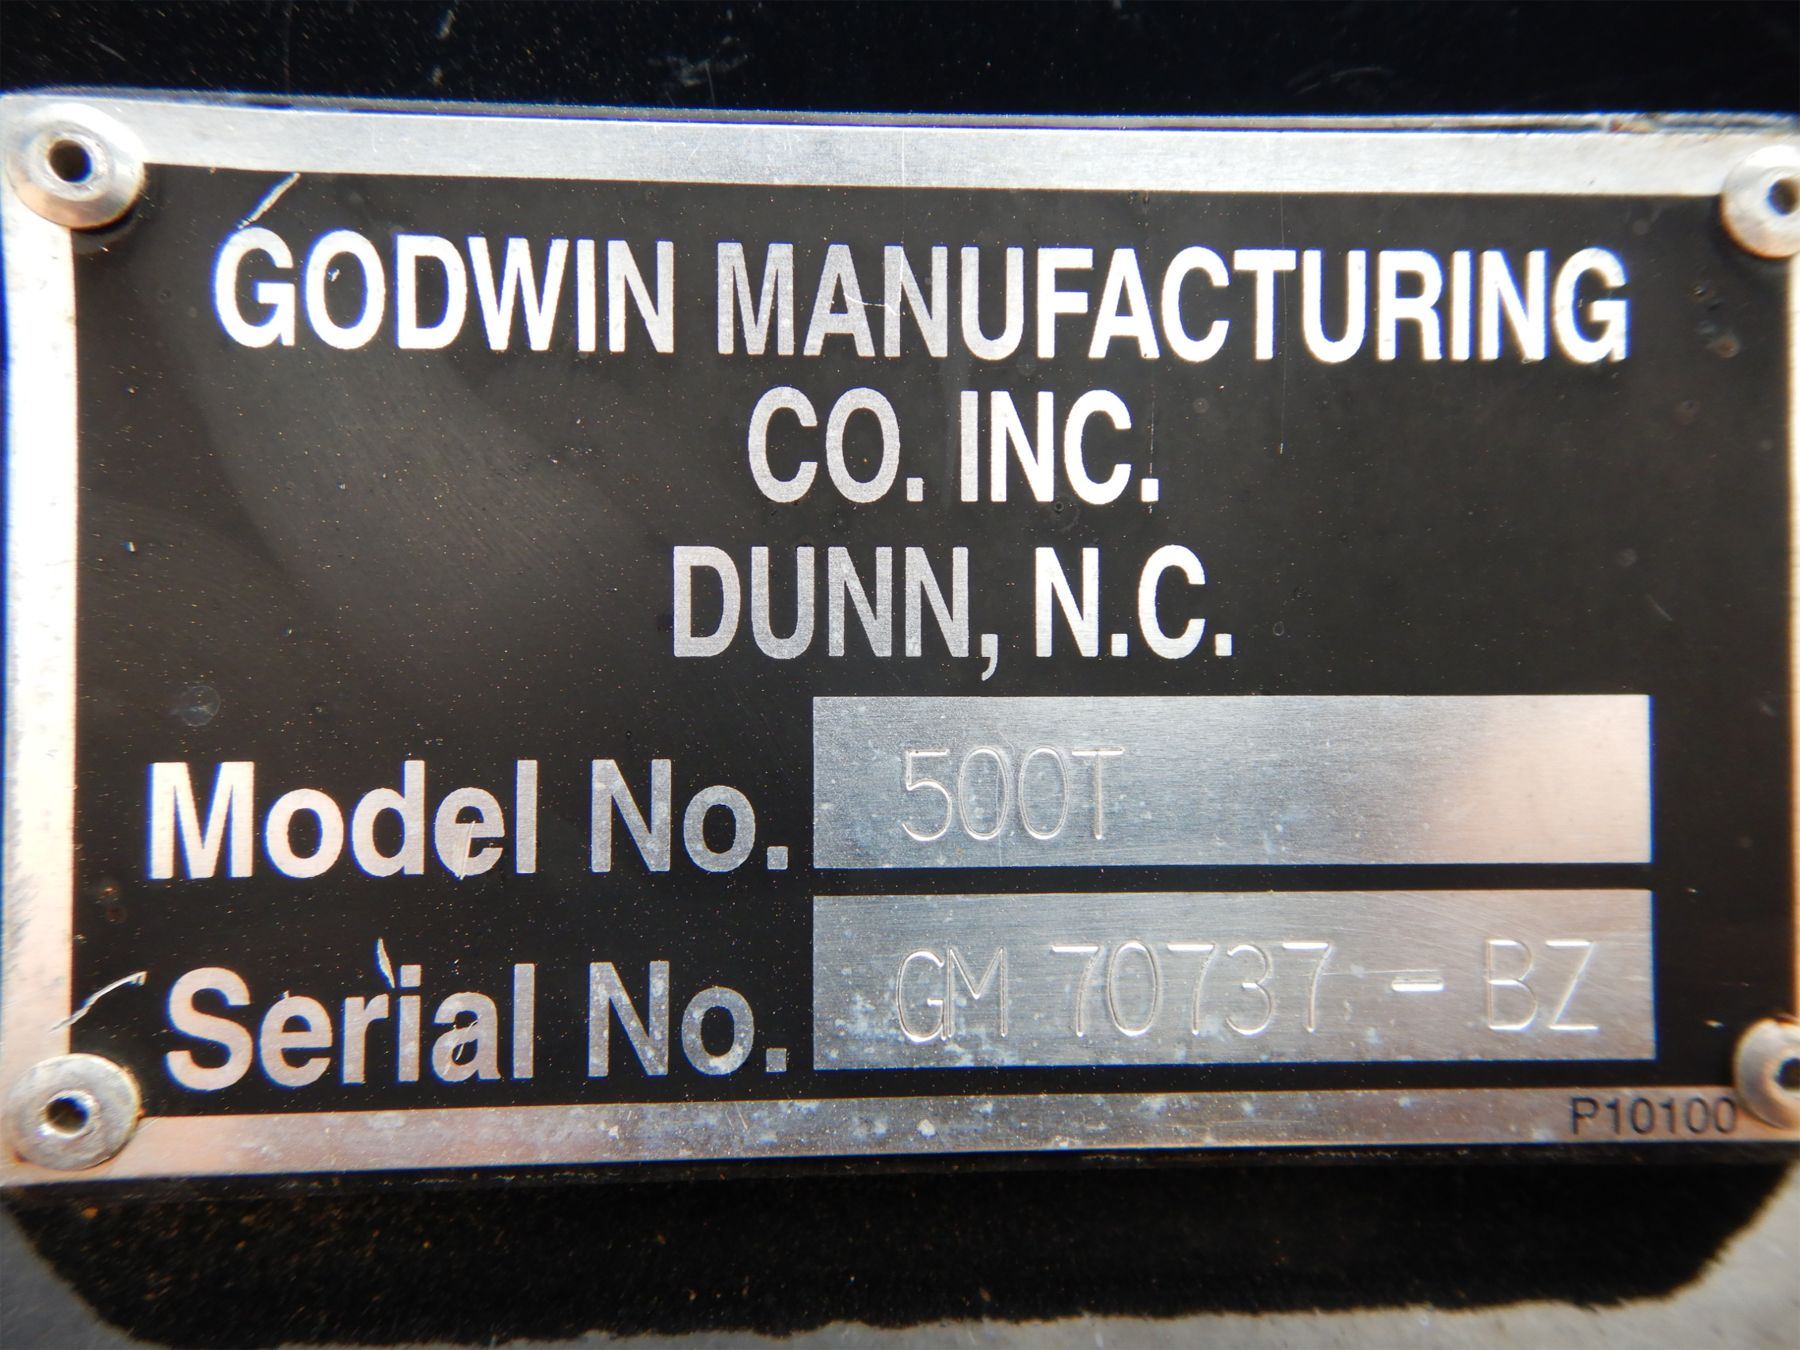 GODWIN MANUFACTURING
CO. INC.
DUNN, N.C.
Model No. 500T
Serial No. GM 70737 - BZ
P10100